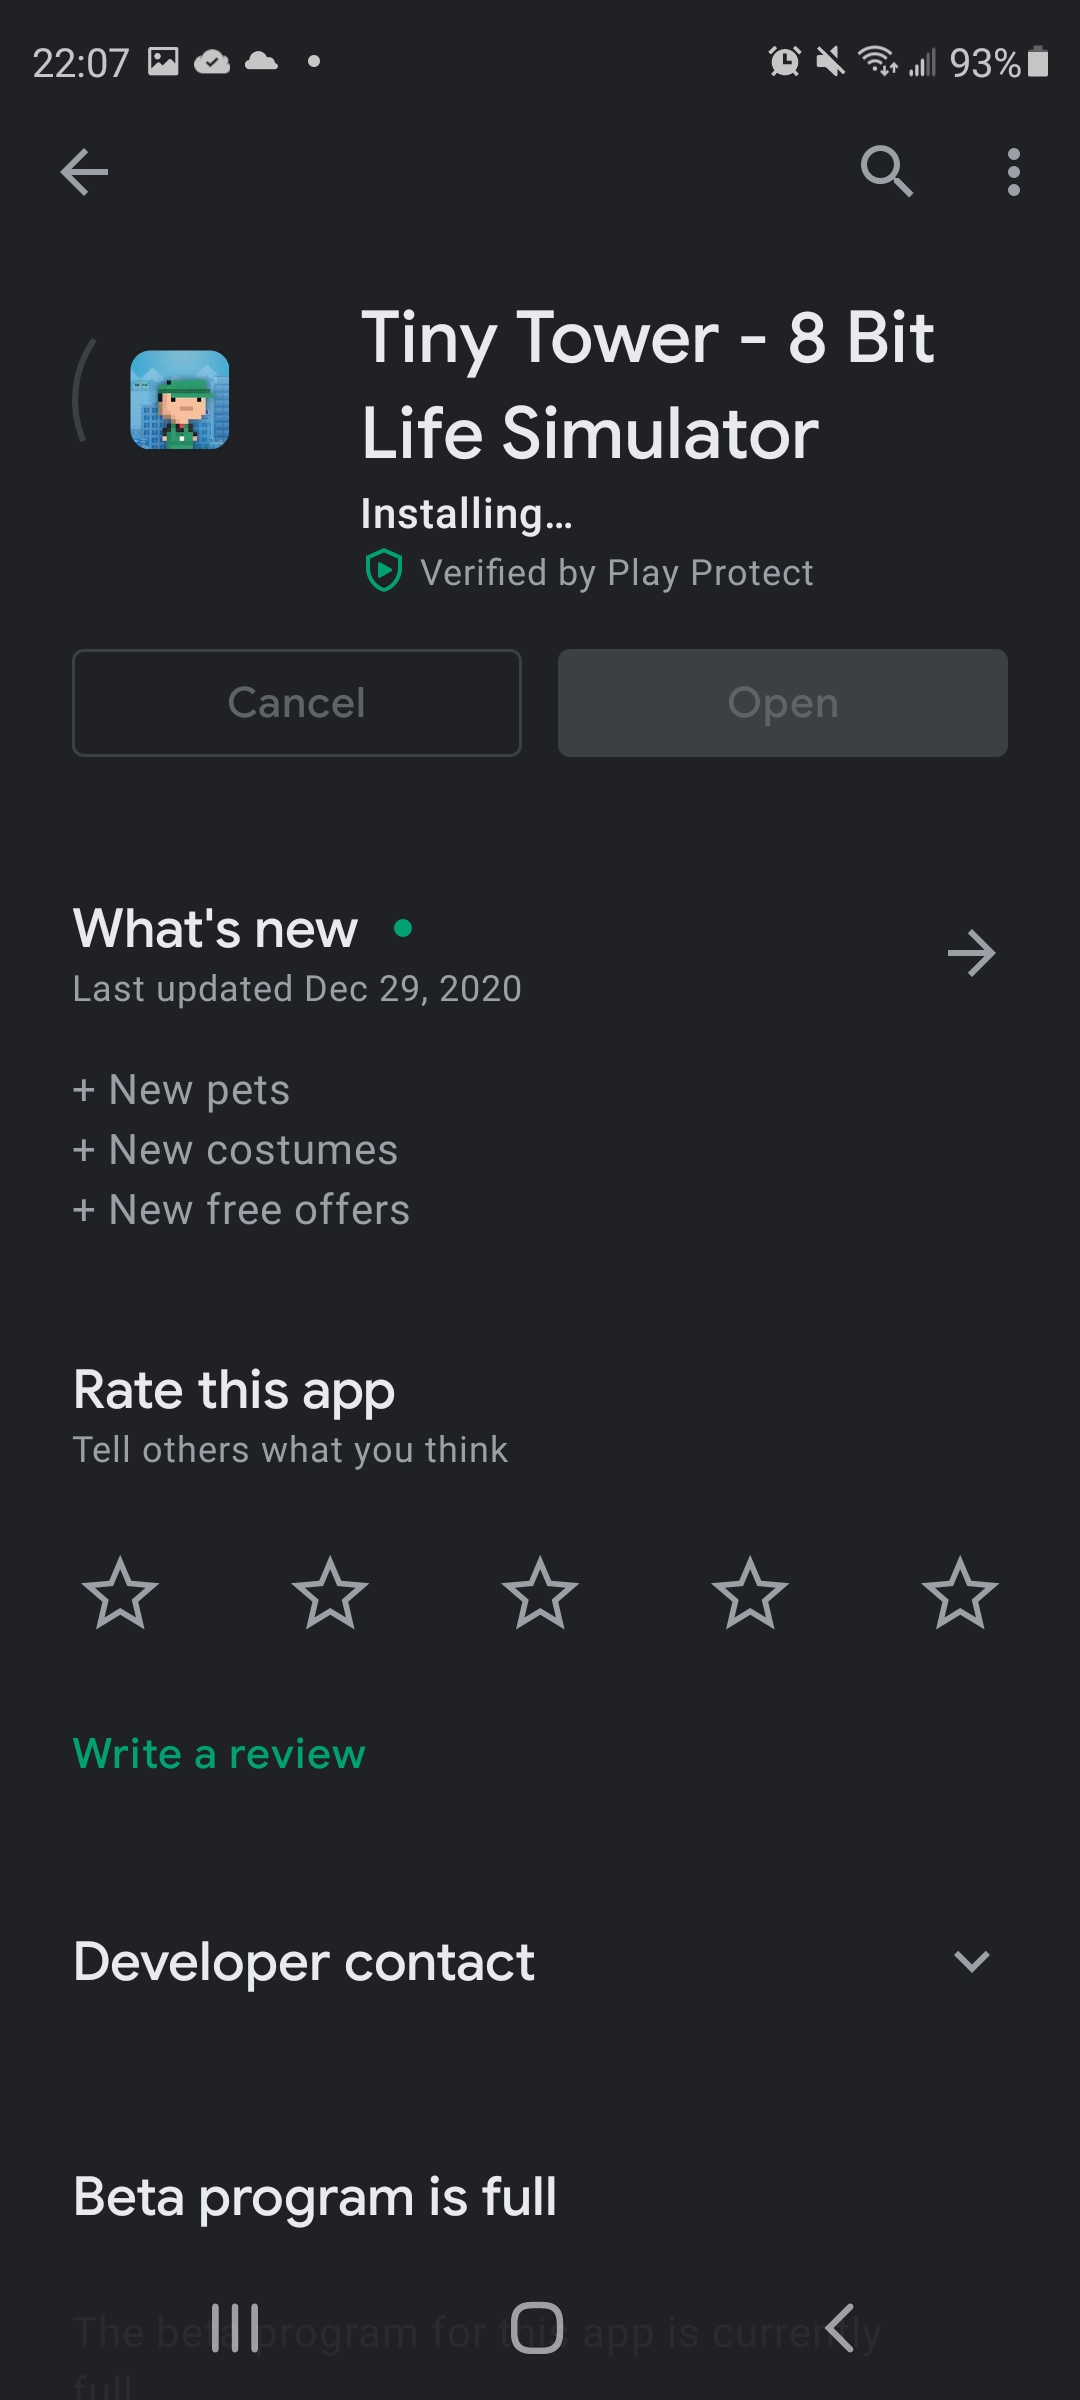 22:07
93%
Tiny Tower - 8 Bit
Life Simulator
Installing...
Verified by Play Protect
Cancel
Open
What's new
Last updated Dec 29, 2020
+ New pets
+ New costumes
+ New free offers
Rate this app
Tell others what you think
Write a review
Developer contact
Beta program is full
The beta program for this app is currently
full